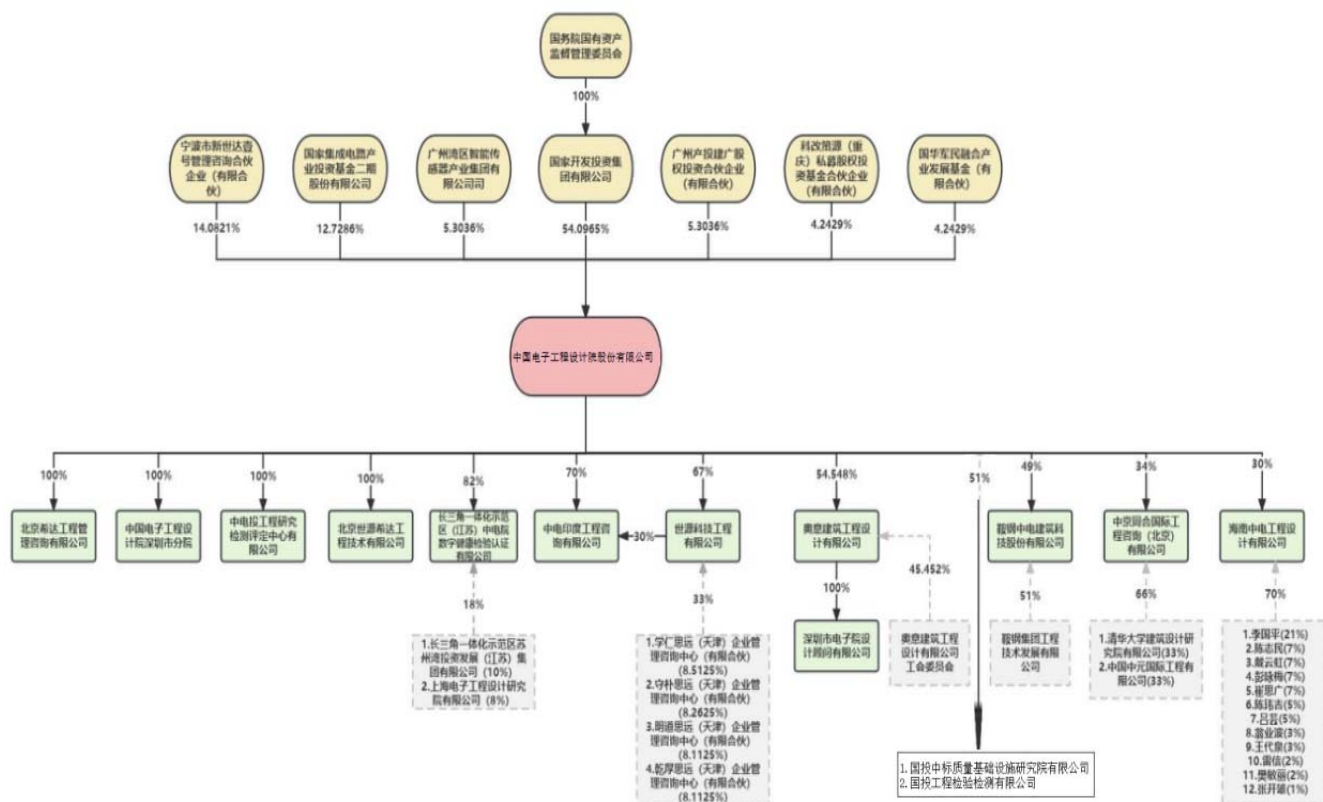 国务院国有资产
监督管理委员会
100%
宁波市新世达壹
号管理咨询合伙
企业（有限合
伙）
国家集成电路产
业投资基金二期
股份有限公司
广州湾区智能传
感器产业集团有
限公司司
国家开发投资集
团有限公司
广州产投建广股
权投资合伙企业
（有限合伙）
科改策源（重
庆）私募股权投
资基金合伙企业
（有限合伙）
国华军民融合产
业发展基金（有
限合伙）
14.0821%
12.7286%
5.3036%
54.0965%
5.3036%
4.2429%
4.2429%
中国电子工程设计院股份有限公司
100%
100%
100%
100%
82%
70%
67%
54.548%
51%
49%
34%
30%
北京希达工程管
理咨询有限公司
中国电子工程设
计院深圳市分院
中电投工程研究
检测评定中心有
限公司
北京世源希达工
程技术有限公司
长三角一体化示范
区（江苏）中电院
数字健康检验认证
有限公司
中电印度工程咨
询有限公司
30%
世源科技工程
有限公司
奥意建筑工程设
计有限公司
鞍钢中电建筑科
技股份有限公司
中京同合国际工
程咨询（北京）
有限公司
海南中电工程设
计有限公司
18%
33%
100%
45.452%
51%
66%
70%
1.长三角一体化示范区苏
州湾投资发展（江苏）集
团有限公司（10%）
2.上海电子工程设计研究
院有限公司（8%）
1.学仁思远（天津）企业管
理咨询中心（有限合伙）
(8.5125%)
2.守朴思远（天津）企业管
理咨询中心（有限合伙）
(8.2625%)
3.明道思远（天津）企业管
理咨询中心（有限合伙）
(8.1125%)
4.乾厚思远（天津）企业管
理咨询中心（有限合伙）
(8.1125%)
深圳市电子院设
计顾问有限公司
奥意建筑工程
设计有限公司
工会委员会
鞍钢集团工程
技术发展有限
公司
1.清华大学建筑设计研
究院有限公司(33%)
2.中国中元国际工程有
限公司(33%)
1.李国平(21%)
2.陈志民(7%)
3.戴云虹(7%)
4.彭咏梅(7%)
5.崔思广(7%)
6.陈玮吉(5%)
7.吕芸(5%)
8.翁业波(3%)
9.王代泉(3%)
10.雷信(2%)
11.樊敏丽(2%)
12.张开雄(1%)
1.国投中标质量基础设施研究院有限公司
2.国投工程检验检测有限公司